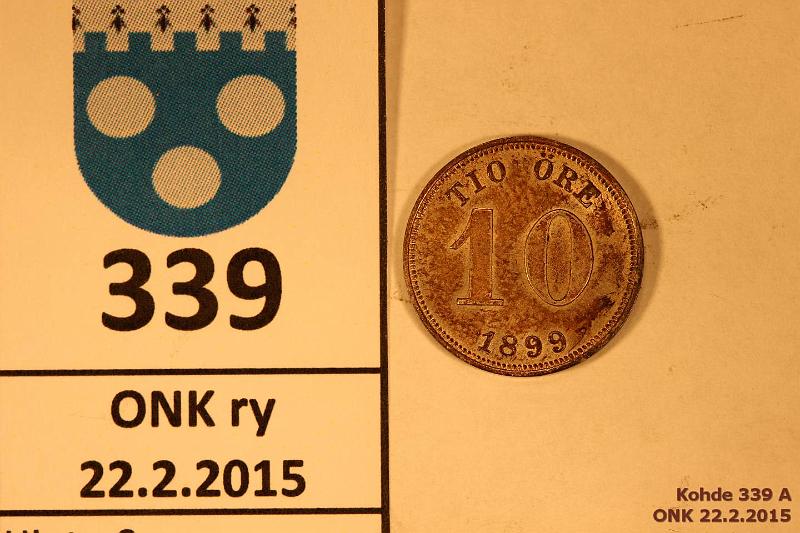 339
ONK ry
22.2.2015
TIO ÖRE
10
1899
Kohde 339 A
ONK 22.2.2015